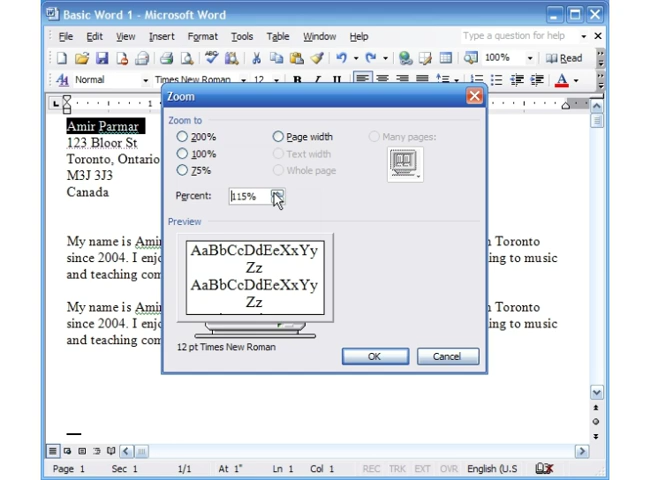 Basic Word 1 - Microsoft Word
File Edit View Insert Format Tools Table Window Help Type a question for help
100% Read
Normal Times New Roman 12 B I U A
Zoom
Zoom to
200% Page width Many pages:
100% Text width
75% Whole page
Percent: 115%
Preview
AaBbCcDdEeXxYy
Zz
AaBbCcDdEeXxYy
Zz
12 pt Times New Roman
OK Cancel
Amir Parmar
123 Bloor St
Toronto, Ontario
M3J 3J3
Canada
My name is Amir Toronto
since 2004. I enjo ing to music
and teaching com
My name is Amir Toronto
since 2004. I enjo ing to music
and teaching com
Page 1 Sec 1 1/1 At 1" Ln 1 Col 1 REC TRK EXT OVR English (U.S